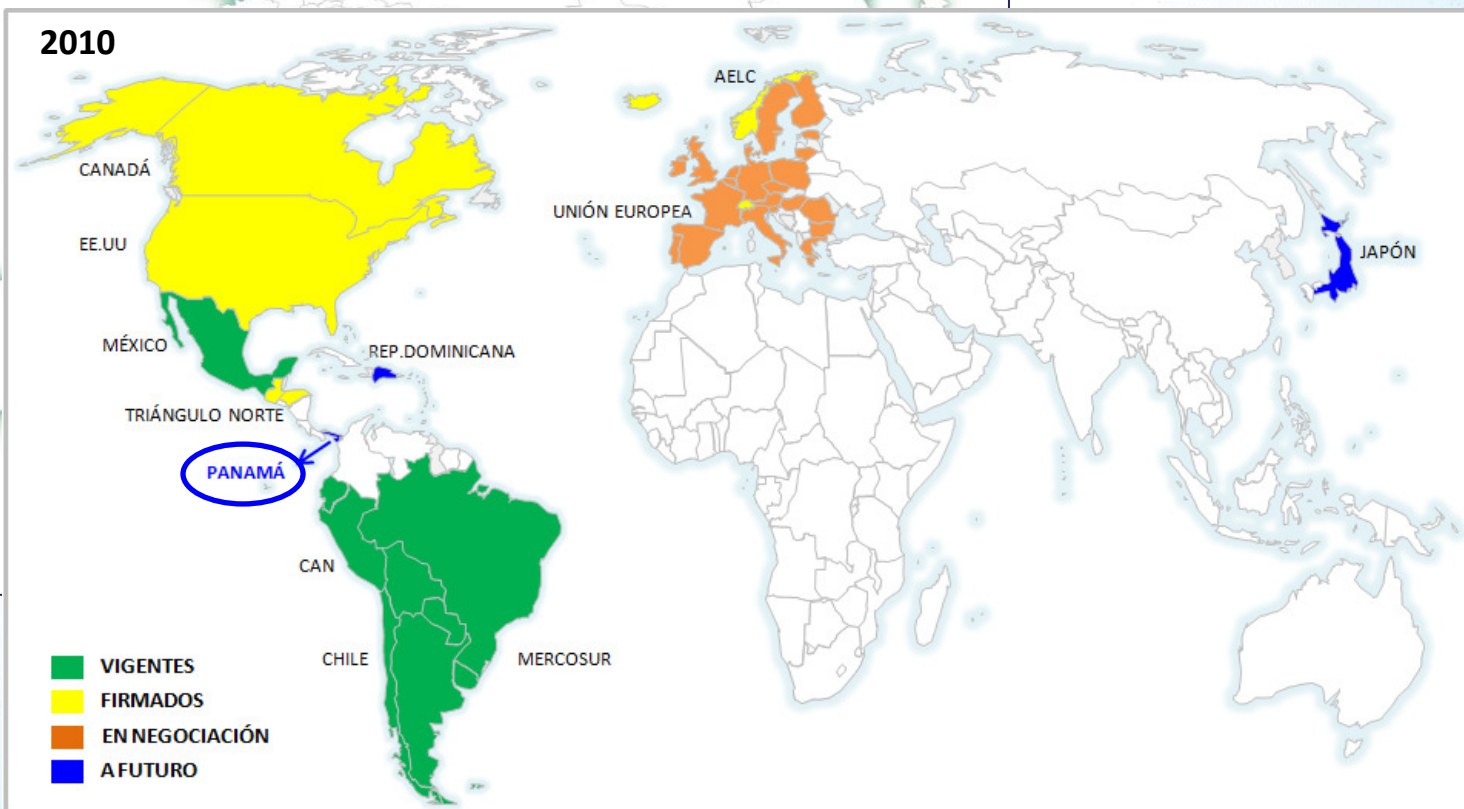 2010
AELC
CANADÁ
UNIÓN EUROPEA
EE.UU
JAPÓN
MÉXICO
REP.DOMINICANA
TRIÁNGULO NORTE
PANAMÁ
CAN
CHILE
MERCOSUR
VIGENTES
FIRMADOS
EN NEGOCIACIÓN
A FUTURO